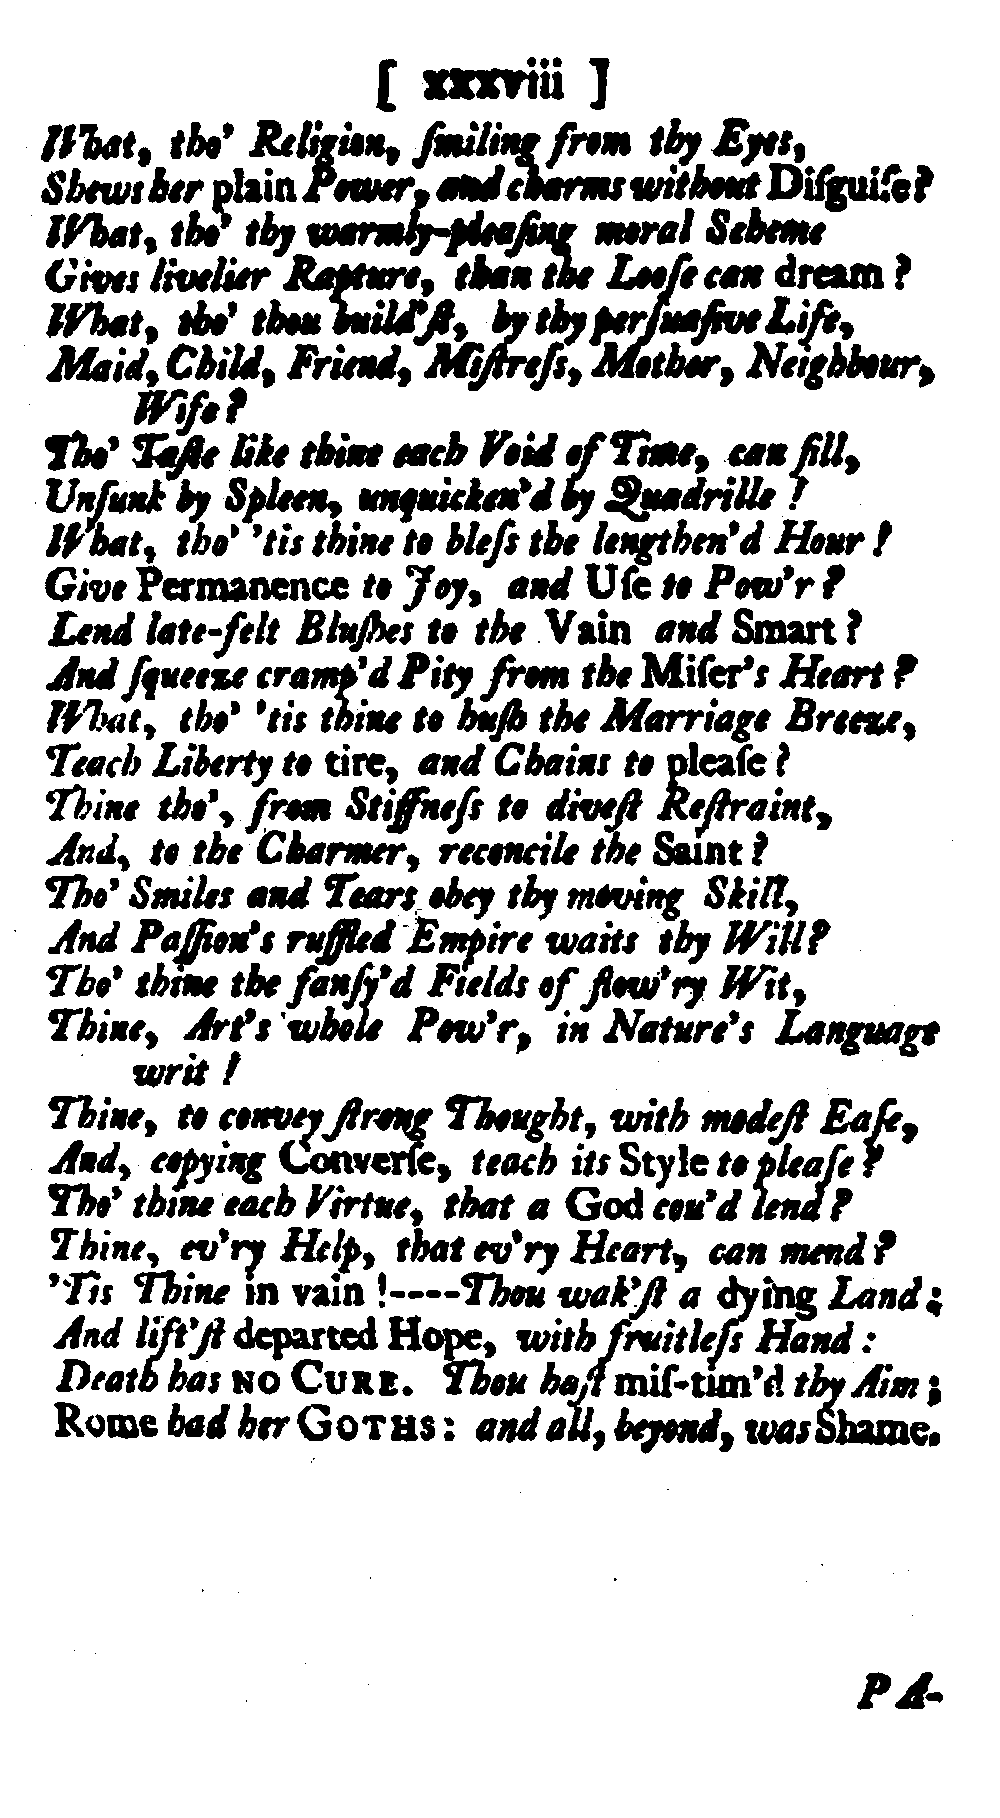 [ xxxviii ]
What, tho' Religion, ſmiling from thy Eyes,
Shews her plain Power, and charms without Diſguiſe?
What, tho' thy warmly-pleaſing moral Scheme
Gives livelier Rapture, than the Looſe can dream?
What, tho' thou build'ſt, by thy perſuaſive Life,
Maid, Child, Friend, Miſtreſs, Mother, Neighbour,
Wife?
Tho' Taſte like thine each Void of Time, can fill,
Unſunk by Spleen, unquicken'd by Quadrille!
What, tho' 'tis thine to bleſs the lengthen'd Hour!
Give Permanence to Joy, and Uſe to Pow'r?
Lend late-felt Bluſhes to the Vain and Smart?
And ſqueeze cramp'd Pity from the Miſer's Heart?
What, tho' 'tis thine to huſh the Marriage Breeze,
Teach Liberty to tire, and Chains to pleaſe?
Thine tho', from Stiffneſs to diveſt Reſtraint,
And, to the Charmer, reconcile the Saint?
Tho' Smiles and Tears obey thy moving Skill,
And Paſſion's ruffled Empire waits thy Will?
Tho' thine the fanſy'd Fields of flow'ry Wit,
Thine, Art's whole Pow'r, in Nature's Language
writ!
Thine, to convey ſtrong Thought, with modeſt Eaſe,
And, copying Converſe, teach its Style to pleaſe?
Tho' thine each Virtue, that a God cou'd lend?
Thine, ev'ry Help, that ev'ry Heart, can mend?
'Tis Thine in vain!----Thou wak'ſt a dying Land;
And lift'ſt departed Hope, with fruitleſs Hand:
Death has NO CURE. Thou haſt miſ-tim'd thy Aim;
Rome had her GOTHS: and all, beyond, was Shame.
PA-